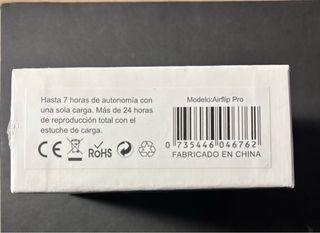 Hasta 7 horas de autonomía con
una sola carga. Más de 24 horas
de reproducción total con el
estuche de carga.
CE RoHS
Modelo:Airflip Pro
0 735446 046762
FABRICADO EN CHINA